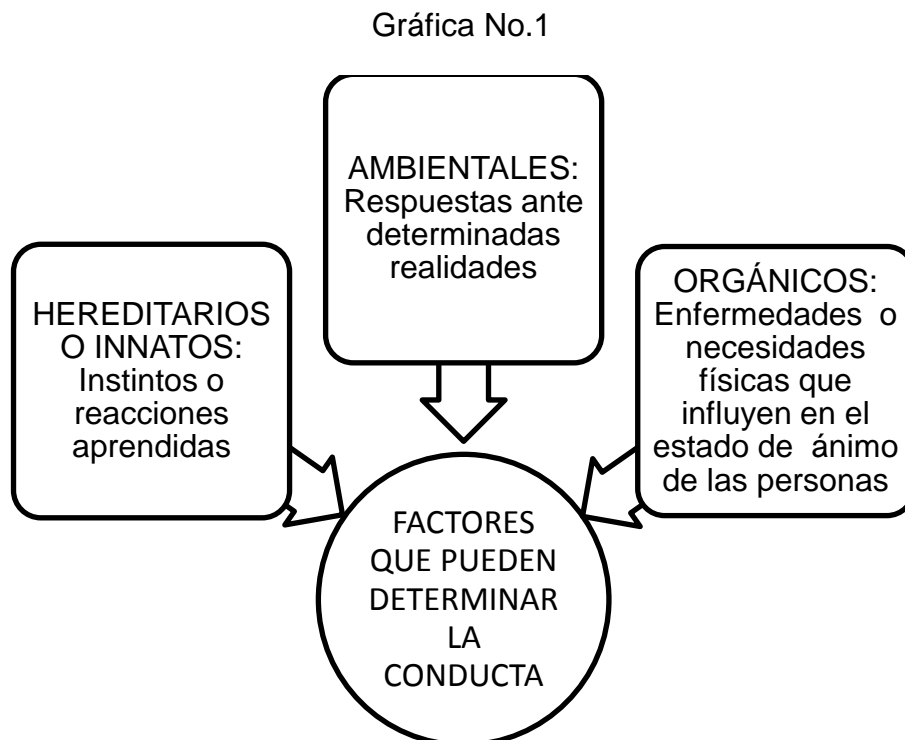 Gráfica No.1
AMBIENTALES:
Respuestas ante
determinadas
realidades
HEREDITARIOS
O INNATOS:
Instintos o
reacciones
aprendidas
ORGÁNICOS:
Enfermedades o
necesidades
físicas que
influyen en el
estado de ánimo
de las personas
FACTORES
QUE PUEDEN
DETERMINAR
LA
CONDUCTA